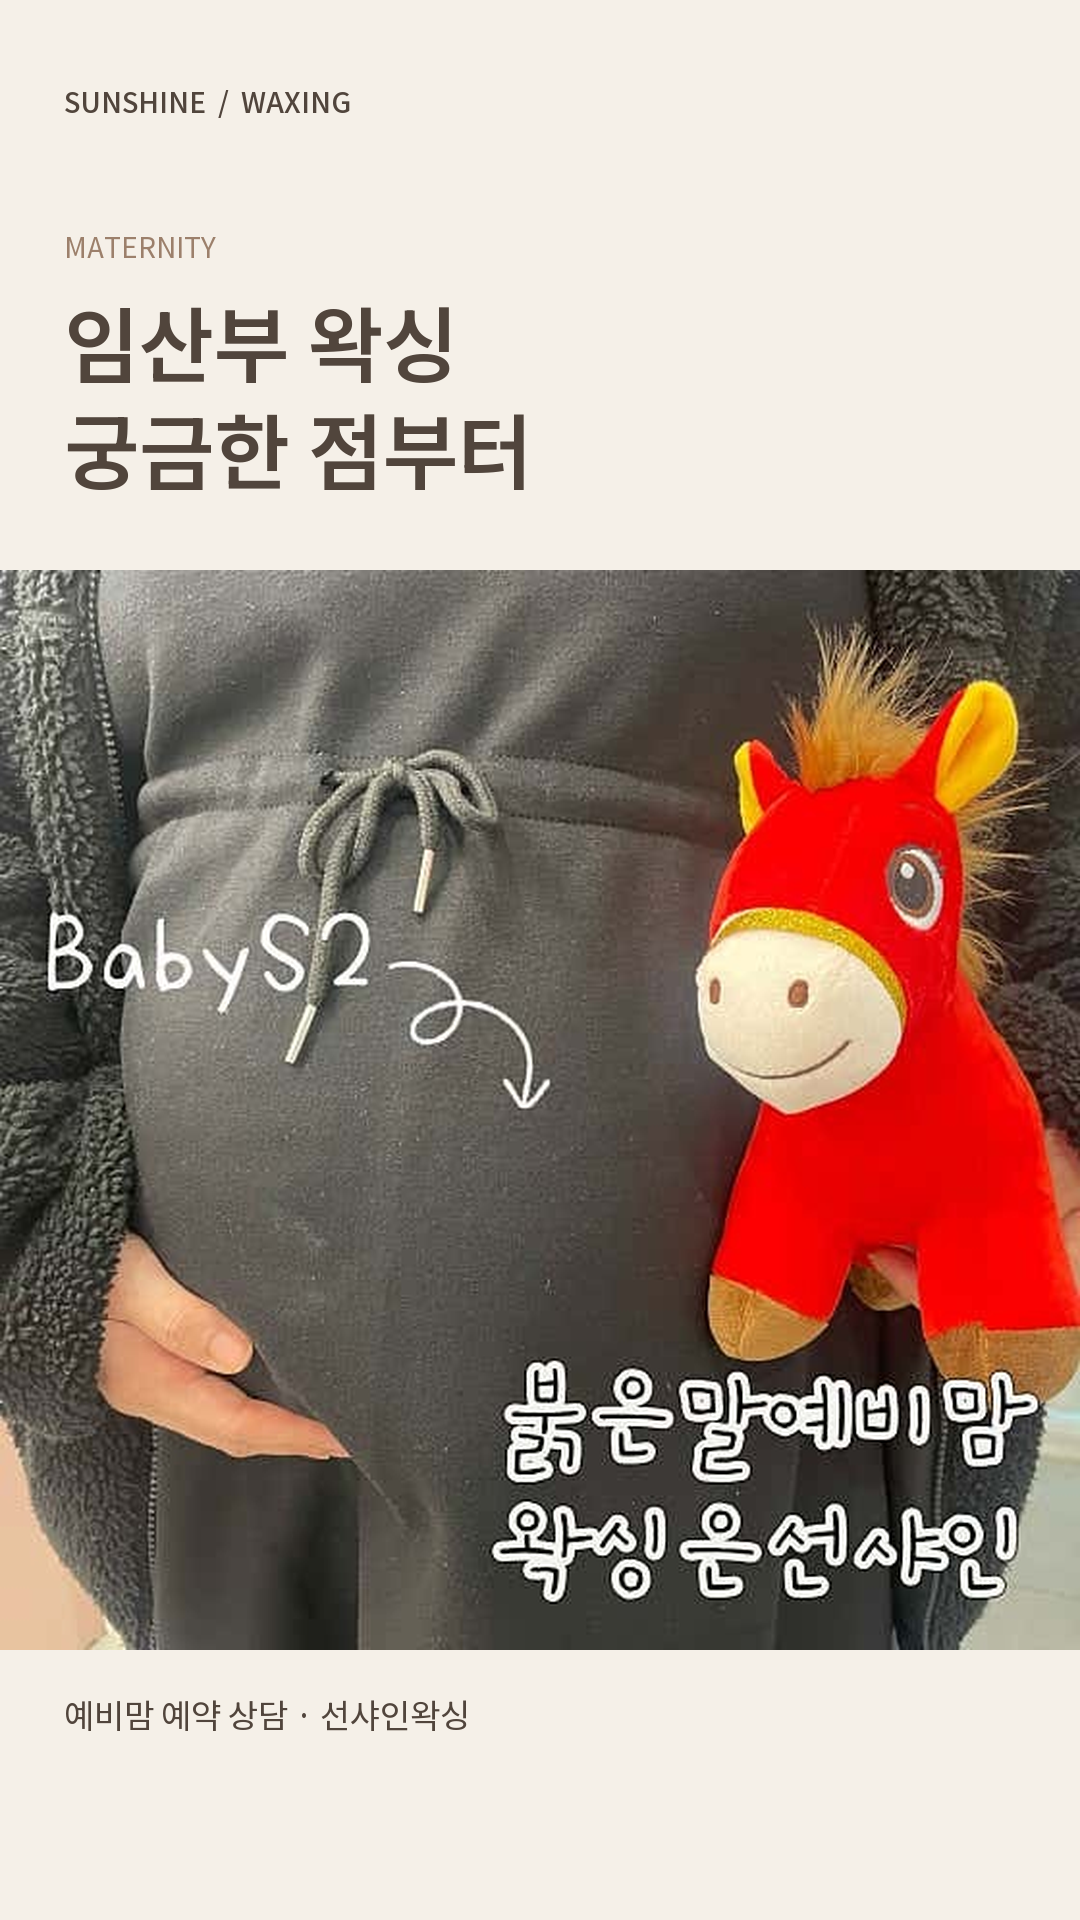 SUNSHINE / WAXING
MATERNITY
임산부 왁싱
궁금한 점부터
BabyS2
붉은말예비맘
왁싱은선샤인
예비맘 예약 상담 · 선샤인왁싱